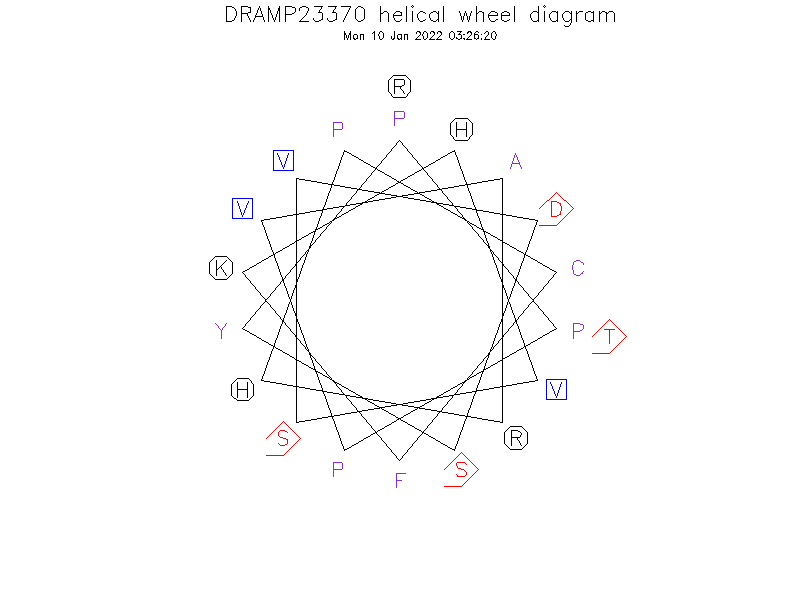 DRAMP23370 helical wheel diagram
Mon 10 Jan 2022 03:26:20
R
P P H
V A
V D
K C
Y P T
H V
S R
P F S